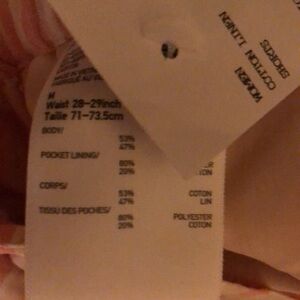 WOMEN
COTTON LINEN
SHORTS
M
Waist 28-29inch
Taille 71-73.5cm
BODY/
53%
47%
POCKET LINING/
80%
20%
CORPS/
53% COTON
47% LIN
TISSU DES POCHES/
80% POLYESTER
20% COTON